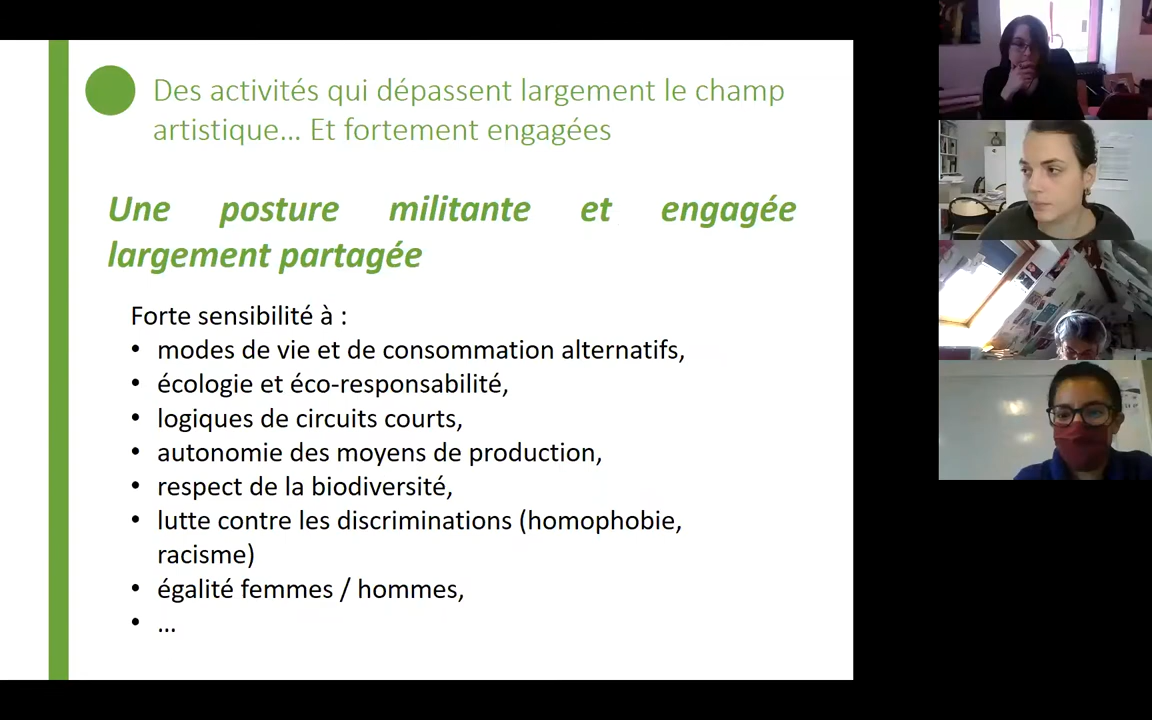 Des activités qui dépassent largement le champ
artistique... Et fortement engagées
Une posture militante et engagée
largement partagée
Forte sensibilité à :
• modes de vie et de consommation alternatifs,
• écologie et éco-responsabilité,
• logiques de circuits courts,
• autonomie des moyens de production,
• respect de la biodiversité,
• lutte contre les discriminations (homophobie,
racisme)
• égalité femmes / hommes,
• ...